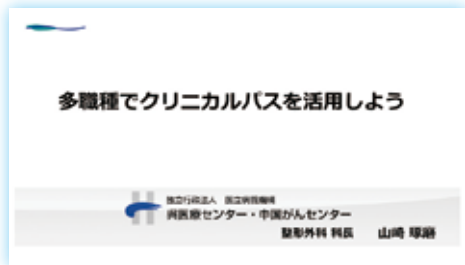 多職種でクリニカルパスを活用しよう
独立行政法人 国立病院機構
呉医療センター・中国がんセンター
整形外科 科長 山崎 琢磨